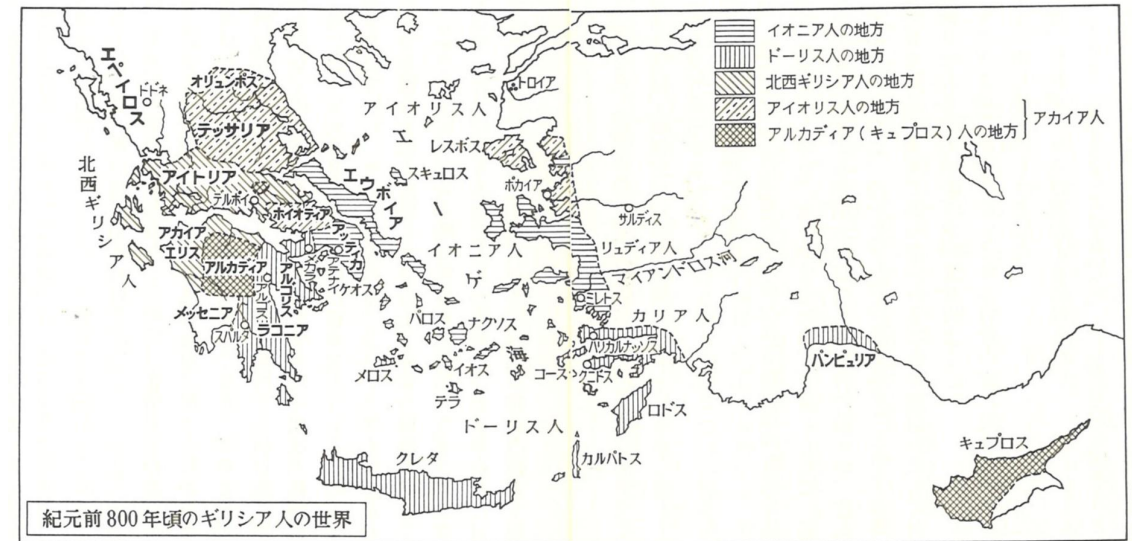 イオニア人の地方
ドーリス人の地方
北西ギリシア人の地方
アイオリス人の地方
アルカディア(キュプロス)人の地方
アカイア人
エペイロス
ドドネ
オリュンポス
テッサリア
アイオリス人
トロイア
レスボス
スキュロス
ポカイア
サルディス
北西ギリシア人
アイトリア
デルポイ
ボイオティア
エウボイア
アッティカ
アテナイ
メガラ
ケオス
イオニア人
エーゲ海
リュディア人
マイアンドロス河
アカイア
エリス
アルカディア
アルゴリス
アルゴス
メッセニア
スパルタ
ラコニア
パロス
ナクソス
ミレトス
カリア人
ハリカルナッソス
パンピュリア
メロス
イオス
テラ
コース
クニドス
ロドス
ドーリス人
クレタ
カルパトス
キュプロス
紀元前800年頃のギリシア人の世界